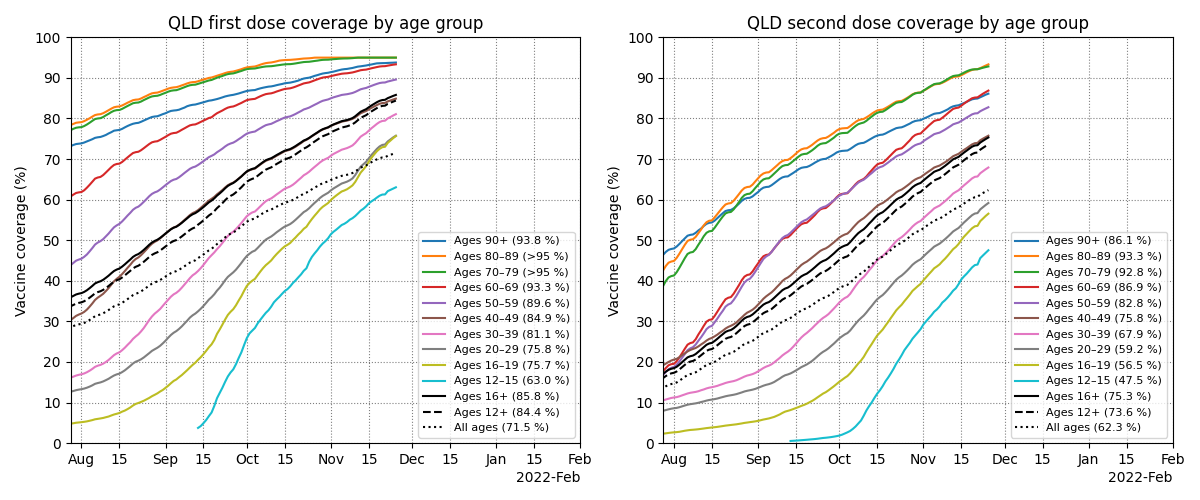 QLD first dose coverage by age group
Vaccine coverage (%)
100
90
80
70
60
50
40
30
20
10
0
Aug 15 Sep 15 Oct 15 Nov 15 Dec 15 Jan 15 Feb
2022-Feb
Ages 90+ (93.8 %)
Ages 80–89 (>95 %)
Ages 70–79 (>95 %)
Ages 60–69 (93.3 %)
Ages 50–59 (89.6 %)
Ages 40–49 (84.9 %)
Ages 30–39 (81.1 %)
Ages 20–29 (75.8 %)
Ages 16–19 (75.7 %)
Ages 12–15 (63.0 %)
Ages 16+ (85.8 %)
Ages 12+ (84.4 %)
All ages (71.5 %)
QLD second dose coverage by age group
Vaccine coverage (%)
100
90
80
70
60
50
40
30
20
10
0
Aug 15 Sep 15 Oct 15 Nov 15 Dec 15 Jan 15 Feb
2022-Feb
Ages 90+ (86.1 %)
Ages 80–89 (93.3 %)
Ages 70–79 (92.8 %)
Ages 60–69 (86.9 %)
Ages 50–59 (82.8 %)
Ages 40–49 (75.8 %)
Ages 30–39 (67.9 %)
Ages 20–29 (59.2 %)
Ages 16–19 (56.5 %)
Ages 12–15 (47.5 %)
Ages 16+ (75.3 %)
Ages 12+ (73.6 %)
All ages (62.3 %)